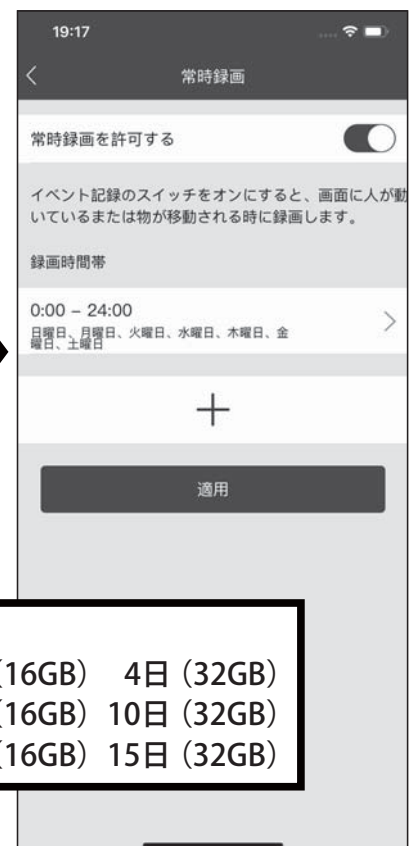 19:17
常時録画
常時録画を許可する
イベント記録のスイッチをオンにすると、画面に人が動
いているまたは物が移動される時に録画します。
録画時間帯
0:00 – 24:00
日曜日、月曜日、火曜日、水曜日、木曜日、金
曜日、土曜日
+
適用
(16GB) 4日(32GB)
(16GB) 10日(32GB)
(16GB) 15日(32GB)